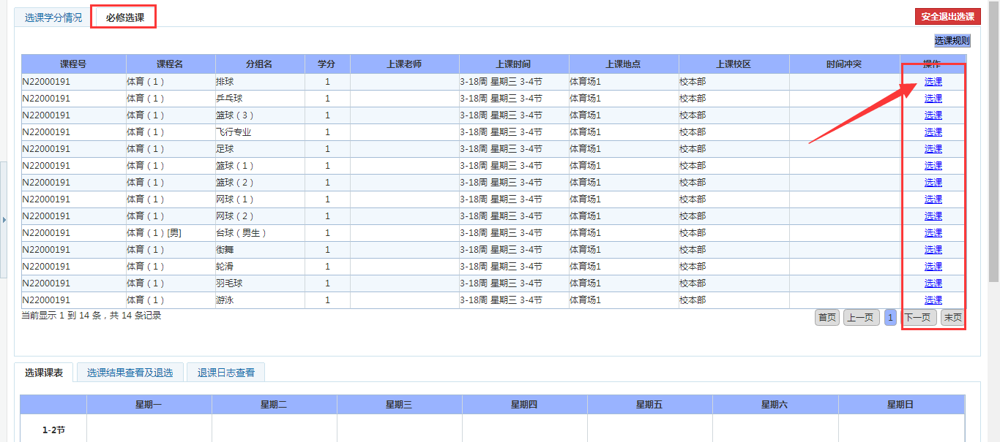 选课学分情况 必修选课 安全退出选课
选课规则
课程号 课程名 分组名 学分 上课老师 上课时间 上课地点 上课校区 时间冲突 操作
N22000191 体育（1） 排球 1 3-18周 星期三 3-4节 体育场1 校本部 选课
N22000191 体育（1） 乒乓球 1 3-18周 星期三 3-4节 体育场1 校本部 选课
N22000191 体育（1） 篮球（3） 1 3-18周 星期三 3-4节 体育场1 校本部 选课
N22000191 体育（1） 飞行专业 1 3-18周 星期三 3-4节 体育场1 校本部 选课
N22000191 体育（1） 足球 1 3-18周 星期三 3-4节 体育场1 校本部 选课
N22000191 体育（1） 篮球（1） 1 3-18周 星期三 3-4节 体育场1 校本部 选课
N22000191 体育（1） 篮球（2） 1 3-18周 星期三 3-4节 体育场1 校本部 选课
N22000191 体育（1） 网球（1） 1 3-18周 星期三 3-4节 体育场1 校本部 选课
N22000191 体育（1） 网球（2） 1 3-18周 星期三 3-4节 体育场1 校本部 选课
N22000191 体育（1）[男] 台球（男生） 1 3-18周 星期三 3-4节 体育场1 校本部 选课
N22000191 体育（1） 街舞 1 3-18周 星期三 3-4节 体育场1 校本部 选课
N22000191 体育（1） 轮滑 1 3-18周 星期三 3-4节 体育场1 校本部 选课
N22000191 体育（1） 羽毛球 1 3-18周 星期三 3-4节 体育场1 校本部 选课
N22000191 体育（1） 游泳 1 3-18周 星期三 3-4节 体育场1 校本部 选课
当前显示 1 到 14 条，共 14 条记录 首页 上一页 1 下一页 末页
选课课表 选课结果查看及退选 退课日志查看
星期一 星期二 星期三 星期四 星期五 星期六 星期日
1-2节